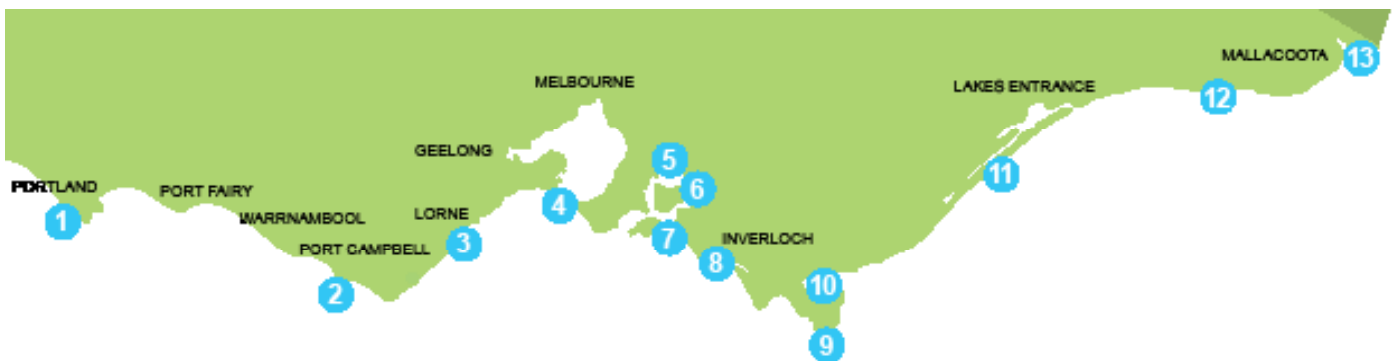 MALLACOOTA
13
MELBOURNE
LAKES ENTRANCE
12
GEELONG
5
11
PORTLAND
PORT FAIRY
6
1
WARRNAMBOOL
LORNE
4
PORT CAMPBELL
3
7
INVERLOCH
8
2
10
9